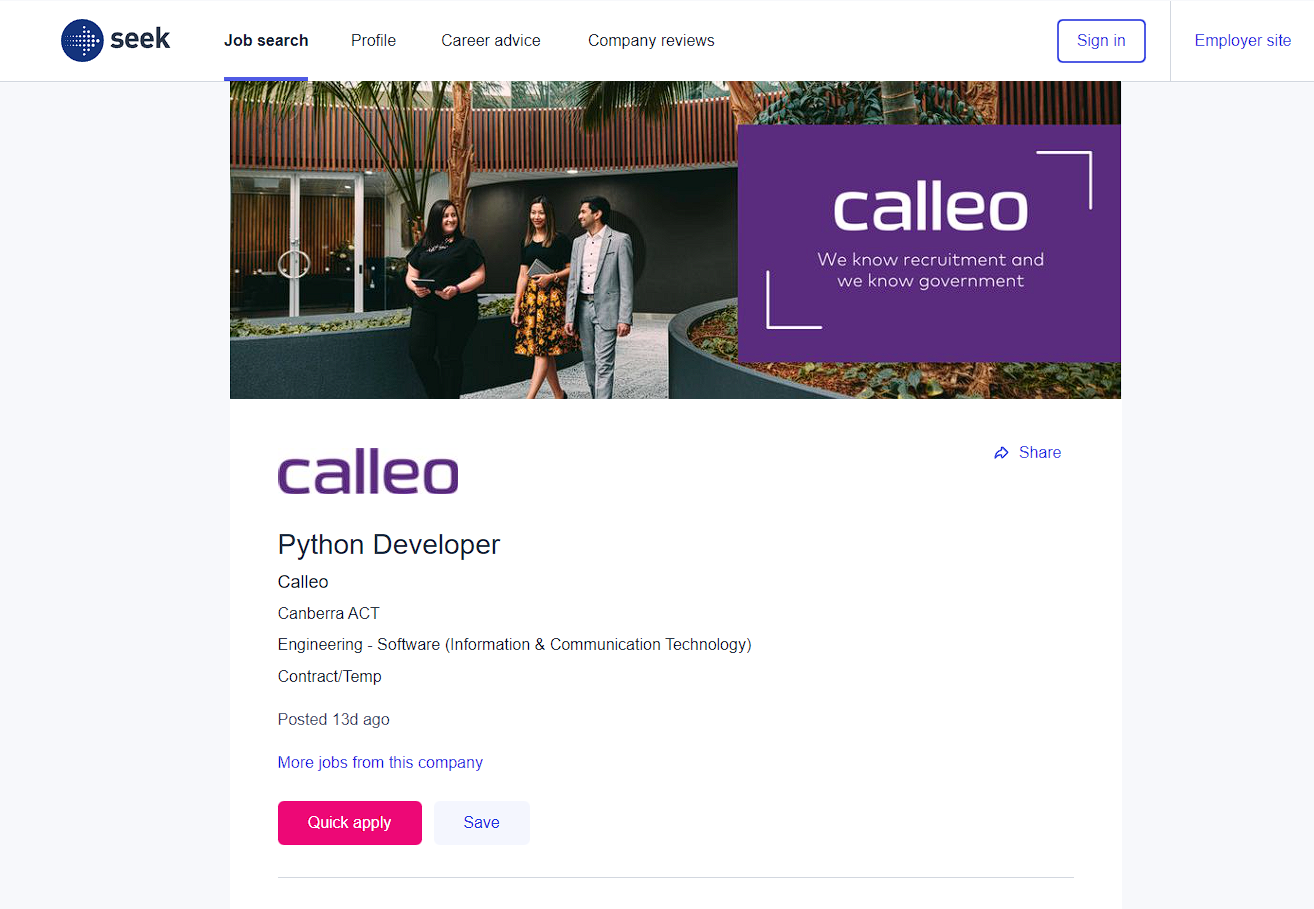 seek
Job search
Profile
Career advice
Company reviews
Sign in
Employer site
calleo
We know recruitment and
we know government
calleo
Share
Python Developer
Calleo
Canberra ACT
Engineering - Software (Information & Communication Technology)
Contract/Temp
Posted 13d ago
More jobs from this company
Quick apply
Save